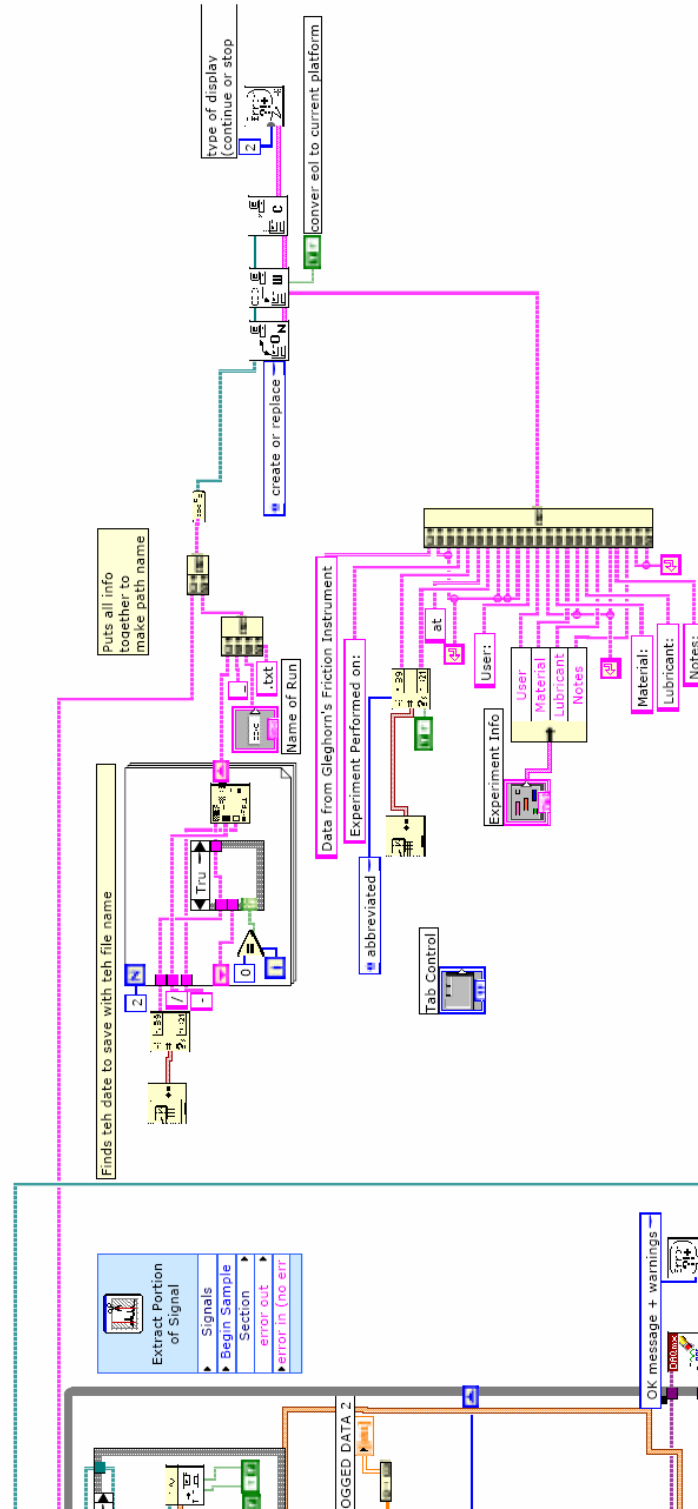 type of display
(continue or stop
2
conver eol to current platform
create or replace
Puts all info
together to
make path name
.txt
Name of Run
Finds teh date to save with teh file name
2
N
/
-
Tru
0
i
Data from Gleghorn's Friction Instrument
Experiment Performed on:
at
User:
abbreviated
User
Material
Lubricant
Notes
Experiment Info
Material:
Lubricant:
Notes:
Tab Control
Extract Portion
of Signal
Signals
Begin Sample
Section
error out
error in (no err
OGGED DATA 2
OK message + warnings
DAQmx